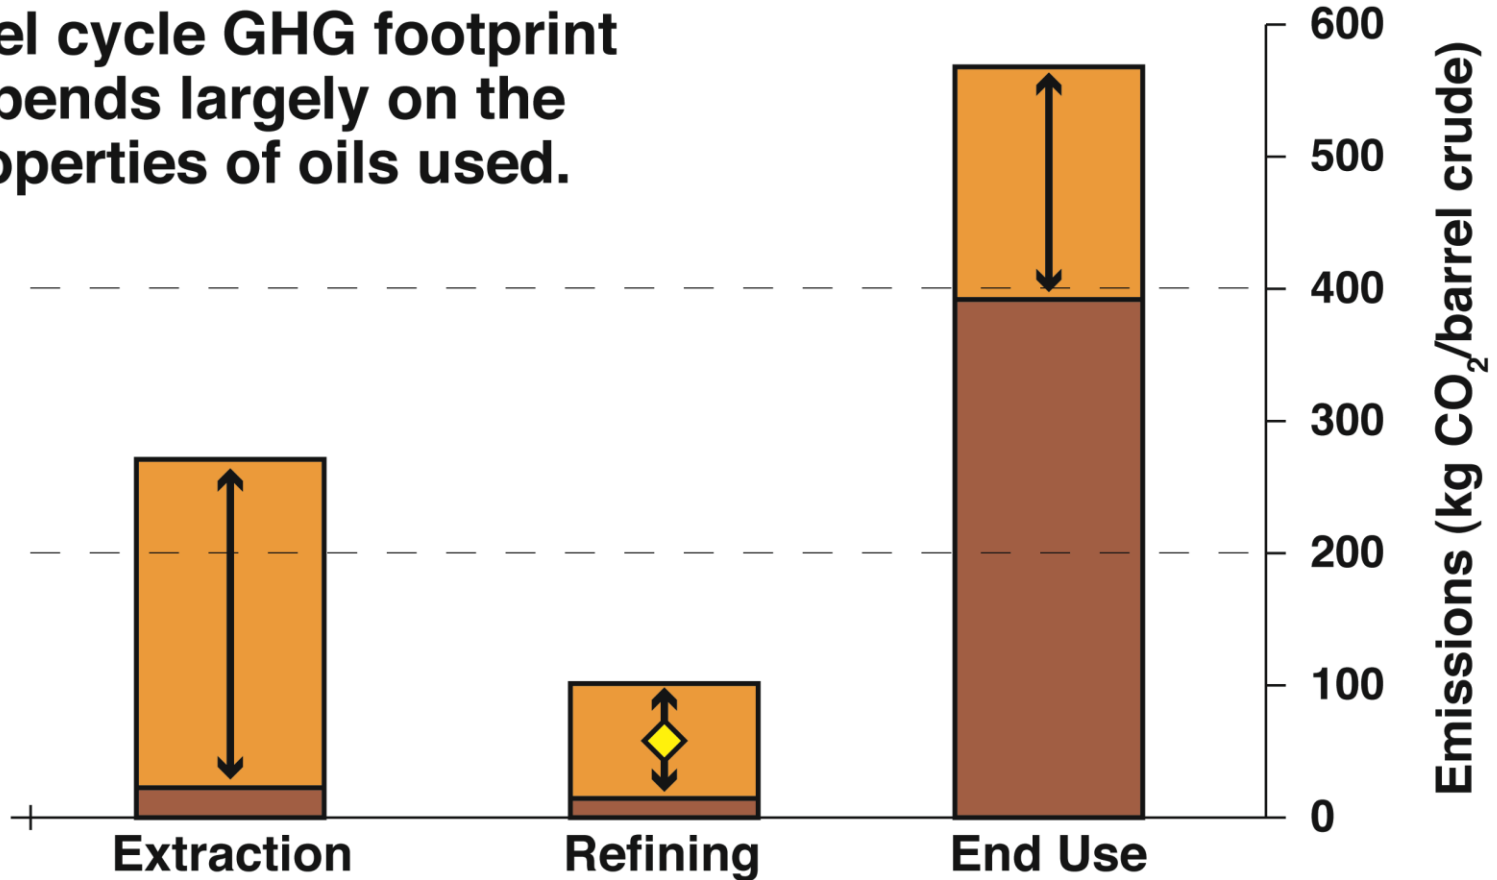 el cycle GHG footprint
pends largely on the
operties of oils used.
600
500
400
300
200
100
0
Emissions (kg CO₂/barrel crude)
Extraction
Refining
End Use